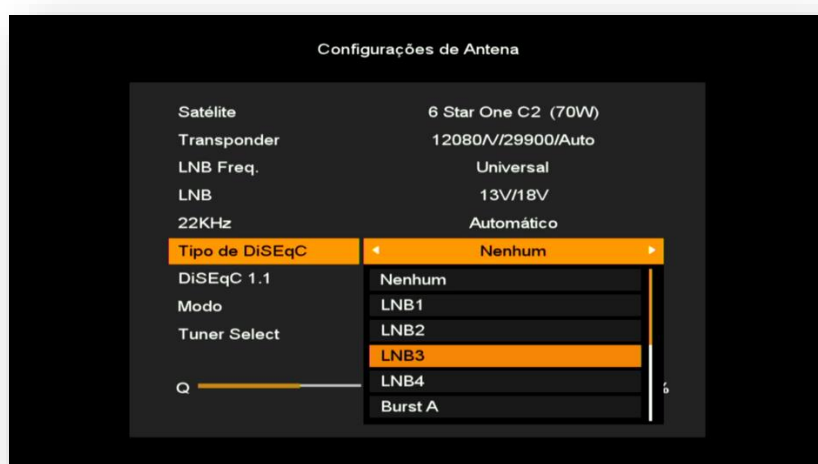 Configurações de Antena
Satélite 6 Star One C2 (70W)
Transponder 12080/V/29900/Auto
LNB Freq. Universal
LNB 13V/18V
22KHz Automático
Tipo de DiSEqC Nenhum
DiSEqC 1.1 Nenhum
Modo LNB1
Tuner Select LNB2
LNB3
Q LNB4 %
Burst A